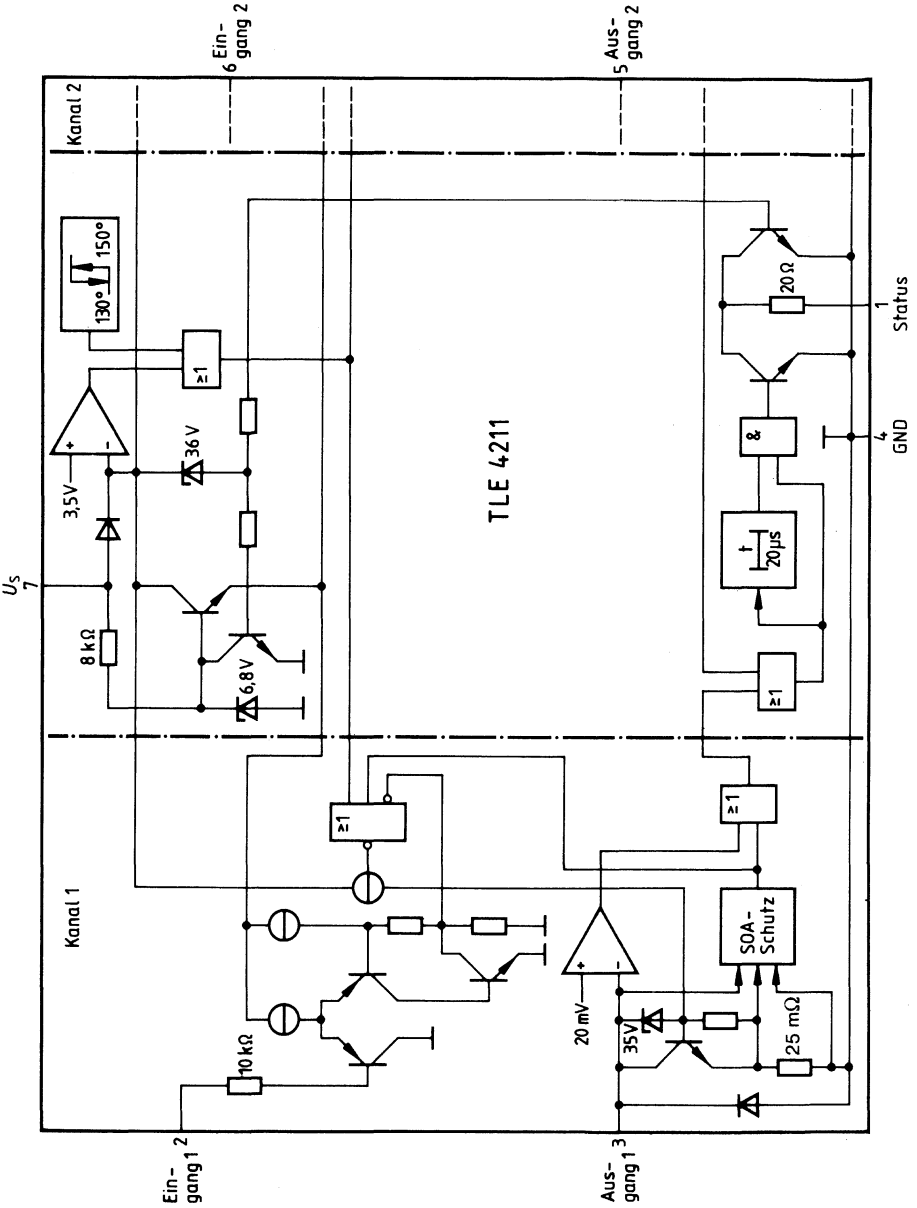 Kanal 1
Kanal 2
Ein-
gang 1
2
10 kΩ
Aus-
gang 1
3
20 mV
+
–
35V
25 mΩ
SOA-
Schutz
≥1
≥1
8 kΩ
6,8V
U_S
7
3,5V
+
–
36V
130°
150°
≥1
TLE 4211
≥1
t
20µs
&
20Ω
4
GND
1
Status
6
Ein-
gang 2
5
Aus-
gang 2